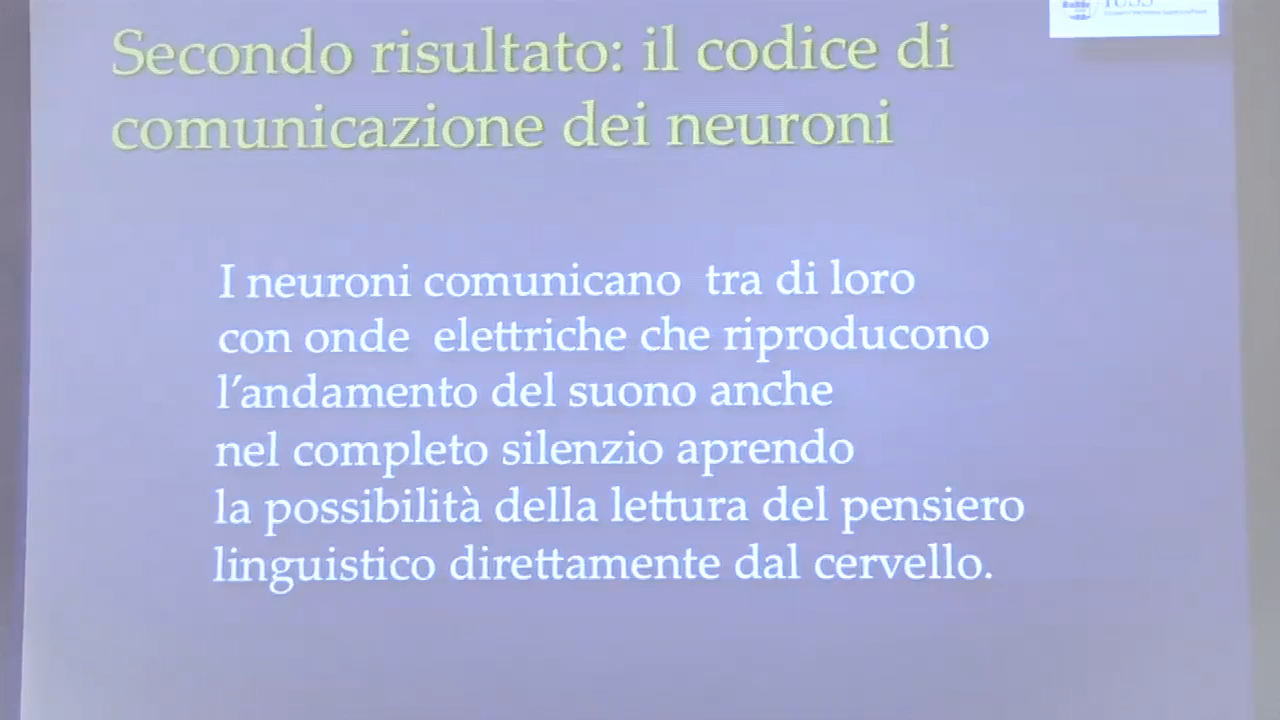 IUSS
Secondo risultato: il codice di
comunicazione dei neuroni
I neuroni comunicano tra di loro
con onde elettriche che riproducono
l'andamento del suono anche
nel completo silenzio aprendo
la possibilità della lettura del pensiero
linguistico direttamente dal cervello.